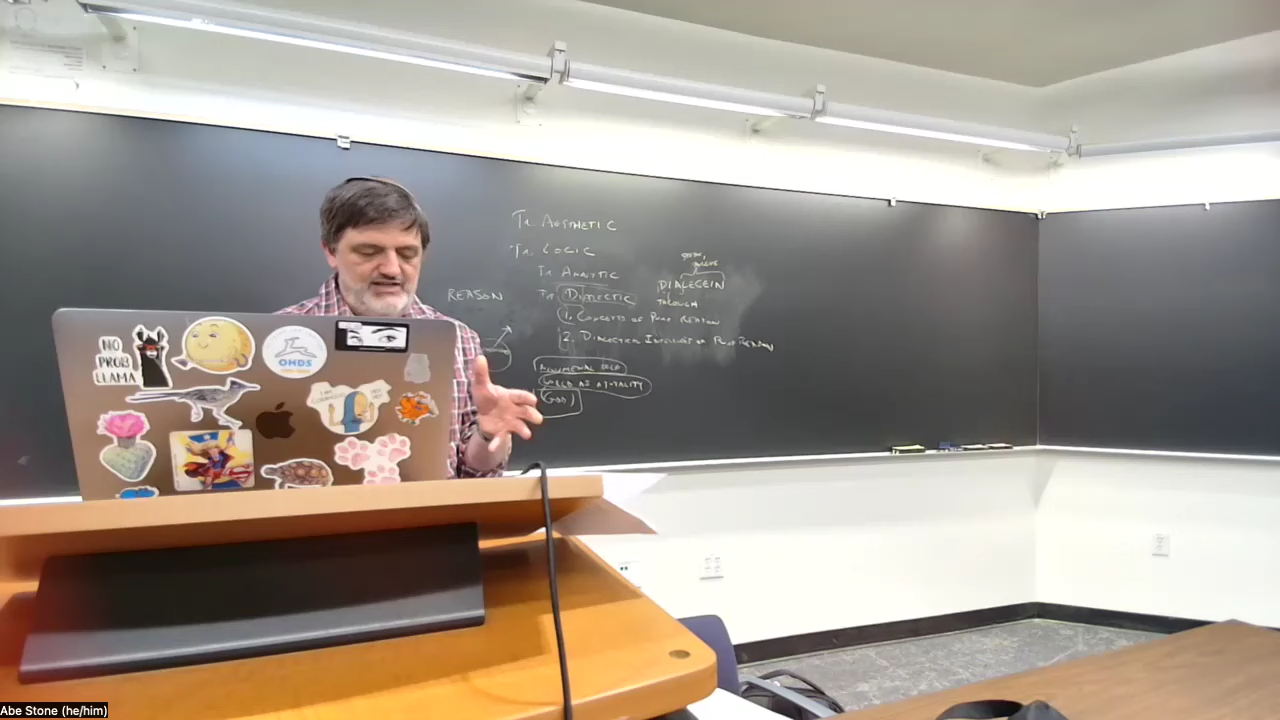 Tr. AESTHETIC
Tr. LOGIC
Tr. ANALYTIC
Tr. DIALECTIC
1. CONCEPTS OF PURE REASON
2. DIALECTICAL INFERENCES OF PURE REASON
REASON
DIALEGEIN
THROUGH
NOUMENAL SELF
WORLD AS A TOTALITY
(GOD)
NO
PROB
LLAMA
OHDS
Abe Stone (he/him)